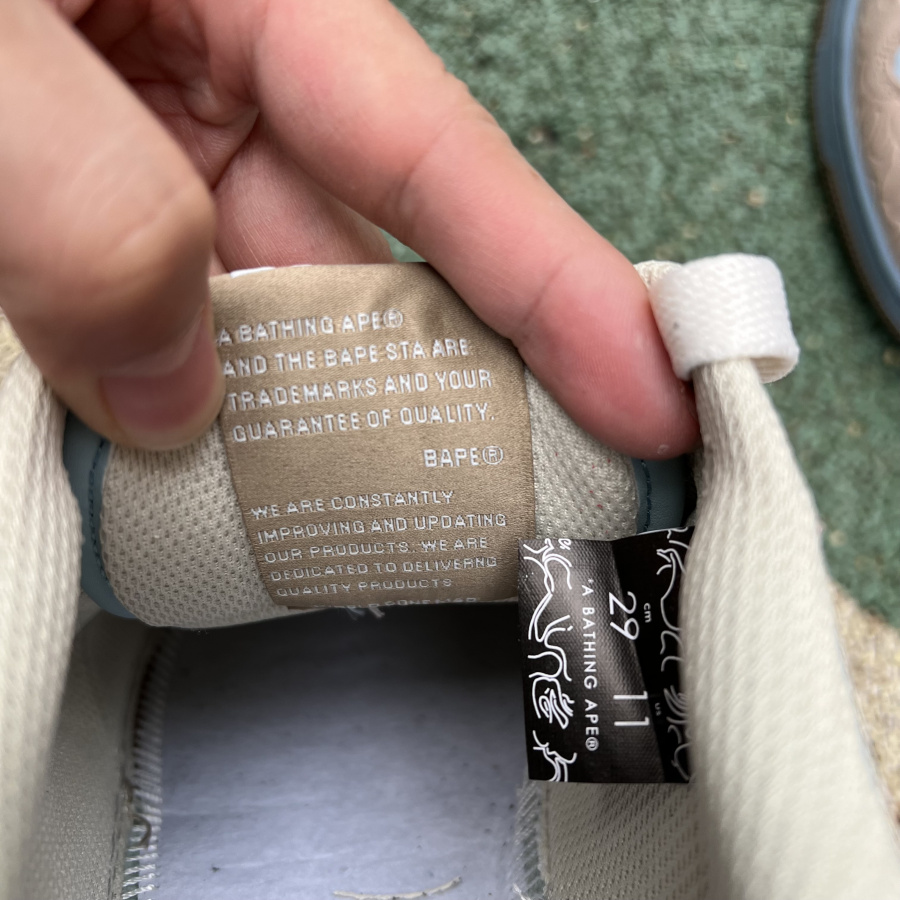 A BATHING APE®
AND THE BAPE STA ARE
TRADEMARKS AND YOUR
GUARANTEE OF QUALITY.
BAPE®
WE ARE CONSTANTLY
IMPROVING AND UPDATING
OUR PRODUCTS. WE ARE
DEDICATED TO DELIVERNG
QUALITY PRODUCTS
cm
29
US
11
"A BATHING APE®